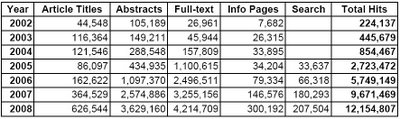 Year Article Titles Abstracts Full-text Info Pages Search Total Hits
2002 44,548 105,189 26,961 7,682 224,137
2003 116,364 149,211 45,944 26,315 445,679
2004 121,546 288,548 157,809 33,895 854,467
2005 86,097 434,935 1,100,615 34,204 33,637 2,723,472
2006 162,622 1,097,370 2,496,511 79,334 66,318 5,749,149
2007 364,529 2,574,886 3,255,156 146,576 180,293 9,671,469
2008 626,544 3,629,160 4,214,709 300,192 207,504 12,154,807